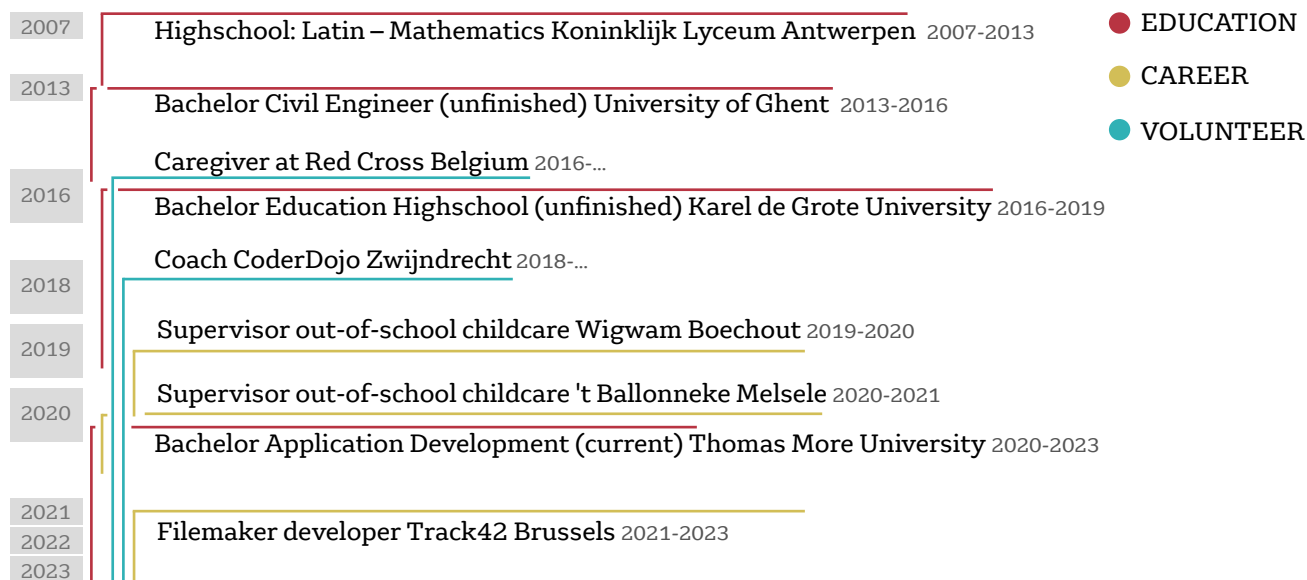 2007
Highschool: Latin – Mathematics Koninklijk Lyceum Antwerpen 2007-2013
EDUCATION
CAREER
VOLUNTEER
2013
Bachelor Civil Engineer (unfinished) University of Ghent 2013-2016
Caregiver at Red Cross Belgium 2016-...
2016
Bachelor Education Highschool (unfinished) Karel de Grote University 2016-2019
Coach CoderDojo Zwijndrecht 2018-...
2018
Supervisor out-of-school childcare Wigwam Boechout 2019-2020
2019
Supervisor out-of-school childcare 't Ballonneke Melsele 2020-2021
2020
Bachelor Application Development (current) Thomas More University 2020-2023
2021
Filemaker developer Track42 Brussels 2021-2023
2022
2023